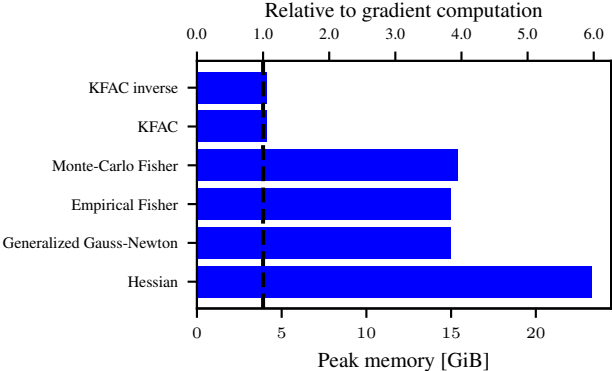 Relative to gradient computation
0.0 1.0 2.0 3.0 4.0 5.0 6.0
KFAC inverse
KFAC
Monte-Carlo Fisher
Empirical Fisher
Generalized Gauss-Newton
Hessian
0 5 10 15 20
Peak memory [GiB]